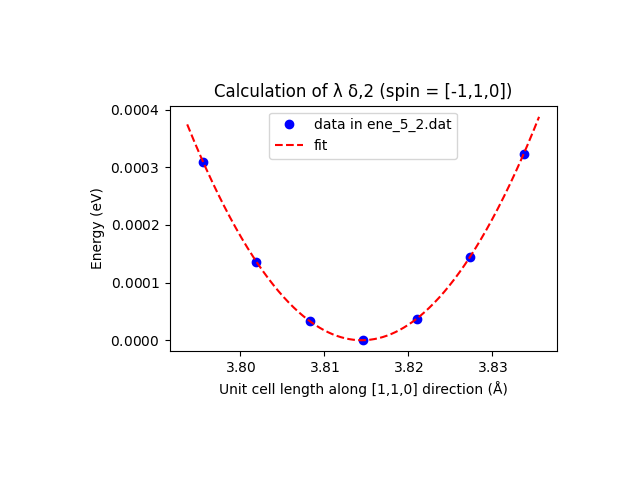 Calculation of λ δ,2 (spin = [-1,1,0])
data in ene_5_2.dat
fit
Energy (eV)
0.0004
0.0003
0.0002
0.0001
0.0000
3.80 3.81 3.82 3.83
Unit cell length along [1,1,0] direction (Å)